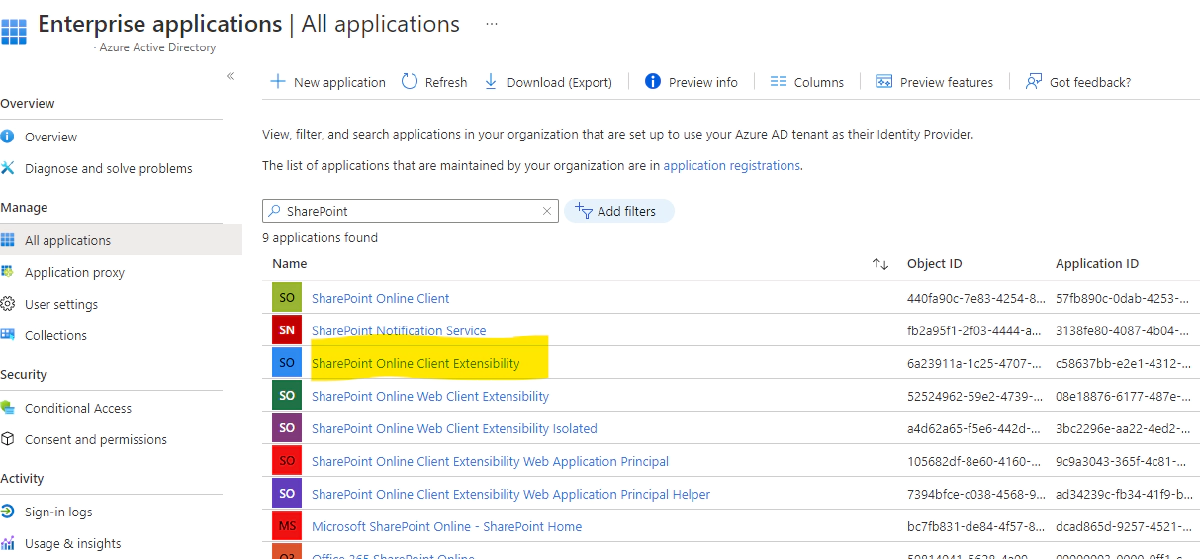 Enterprise applications | All applications ...
· Azure Active Directory
«
Overview
Overview
Diagnose and solve problems
Manage
All applications
Application proxy
User settings
Collections
Security
Conditional Access
Consent and permissions
Activity
Sign-in logs
Usage & insights
New application Refresh Download (Export) Preview info Columns Preview features Got feedback?
View, filter, and search applications in your organization that are set up to use your Azure AD tenant as their Identity Provider.
The list of applications that are maintained by your organization are in application registrations.
SharePoint Add filters
9 applications found
Name Object ID Application ID
SO SharePoint Online Client 440fa90c-7e83-4254-8... 57fb890c-0dab-4253-...
SN SharePoint Notification Service fb2a95f1-2f03-4444-a... 3138fe80-4087-4b04-...
SO SharePoint Online Client Extensibility 6a23911a-1c25-4707-... c58637bb-e2e1-4312-...
SO SharePoint Online Web Client Extensibility 52524962-59e2-4739-... 08e18876-6177-487e-...
SO SharePoint Online Web Client Extensibility Isolated a4d62a65-f5e6-442d-... 3bc2296e-aa22-4ed2-...
SO SharePoint Online Client Extensibility Web Application Principal 105682df-8e60-4160-... 9c9a3043-365f-4c81-...
SO SharePoint Online Client Extensibility Web Application Principal Helper 7394bfce-c038-4568-9... ad34239c-fb34-41f9-b...
MS Microsoft SharePoint Online - SharePoint Home bc7fb831-de84-4f57-8... dcad865d-9257-4521-...
Office 365 SharePoint Online